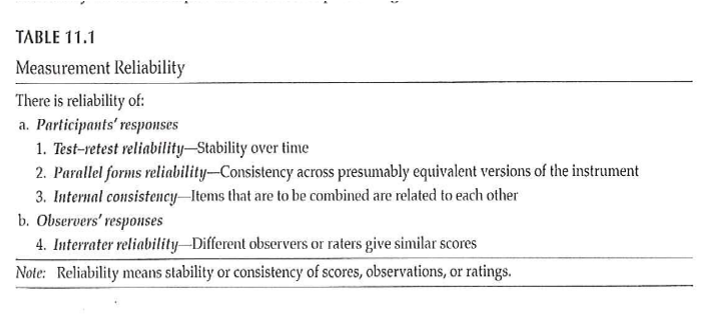 TABLE 11.1
Measurement Reliability
There is reliability of:
a. Participants' responses
1. Test–retest reliability—Stability over time
2. Parallel forms reliability—Consistency across presumably equivalent versions of the instrument
3. Internal consistency—Items that are to be combined are related to each other
b. Observers' responses
4. Interrater reliability—Different observers or raters give similar scores
Note: Reliability means stability or consistency of scores, observations, or ratings.